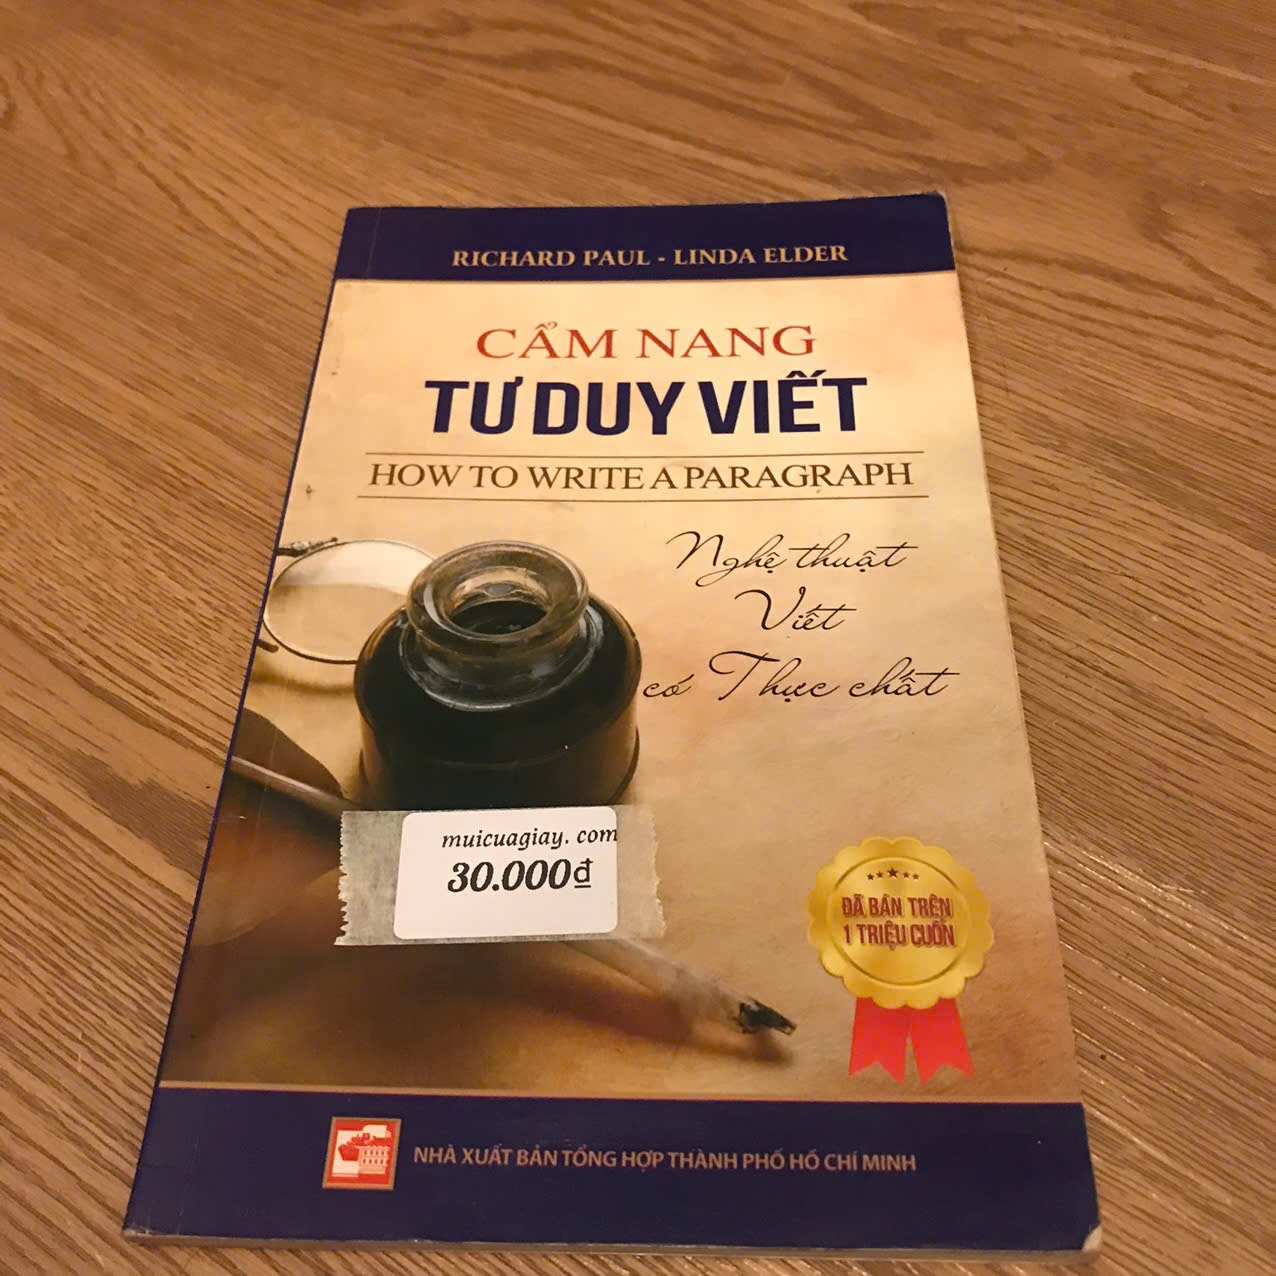 RICHARD PAUL - LINDA ELDER
CẨM NANG
TƯ DUY VIẾT
HOW TO WRITE A PARAGRAPH
Nghệ thuật
Viết
có Thực chất
muicuagiay. com
30.000đ
ĐÃ BÁN TRÊN
1 TRIỆU CUỐN
NHÀ XUẤT BẢN TỔNG HỢP THÀNH PHỐ HỒ CHÍ MINH